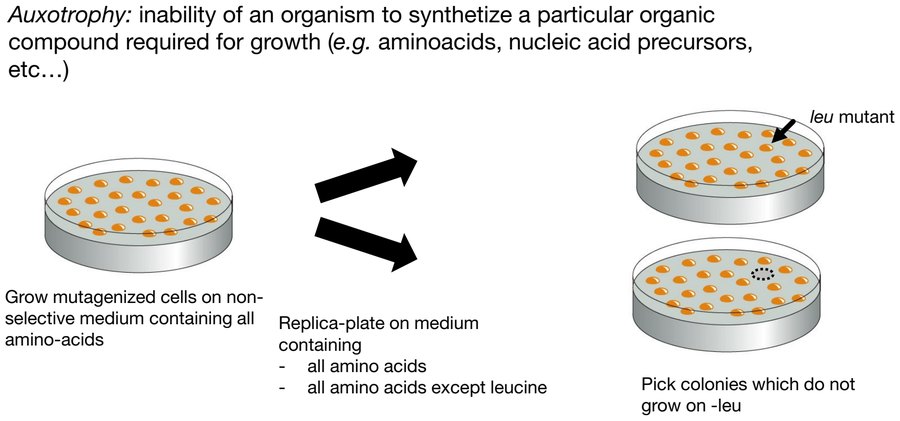 Auxotrophy: inability of an organism to synthetize a particular organic
compound required for growth (e.g. aminoacids, nucleic acid precursors,
etc…)
leu mutant
Grow mutagenized cells on non-
selective medium containing all
amino-acids
Replica-plate on medium
containing
- all amino acids
- all amino acids except leucine
Pick colonies which do not
grow on -leu